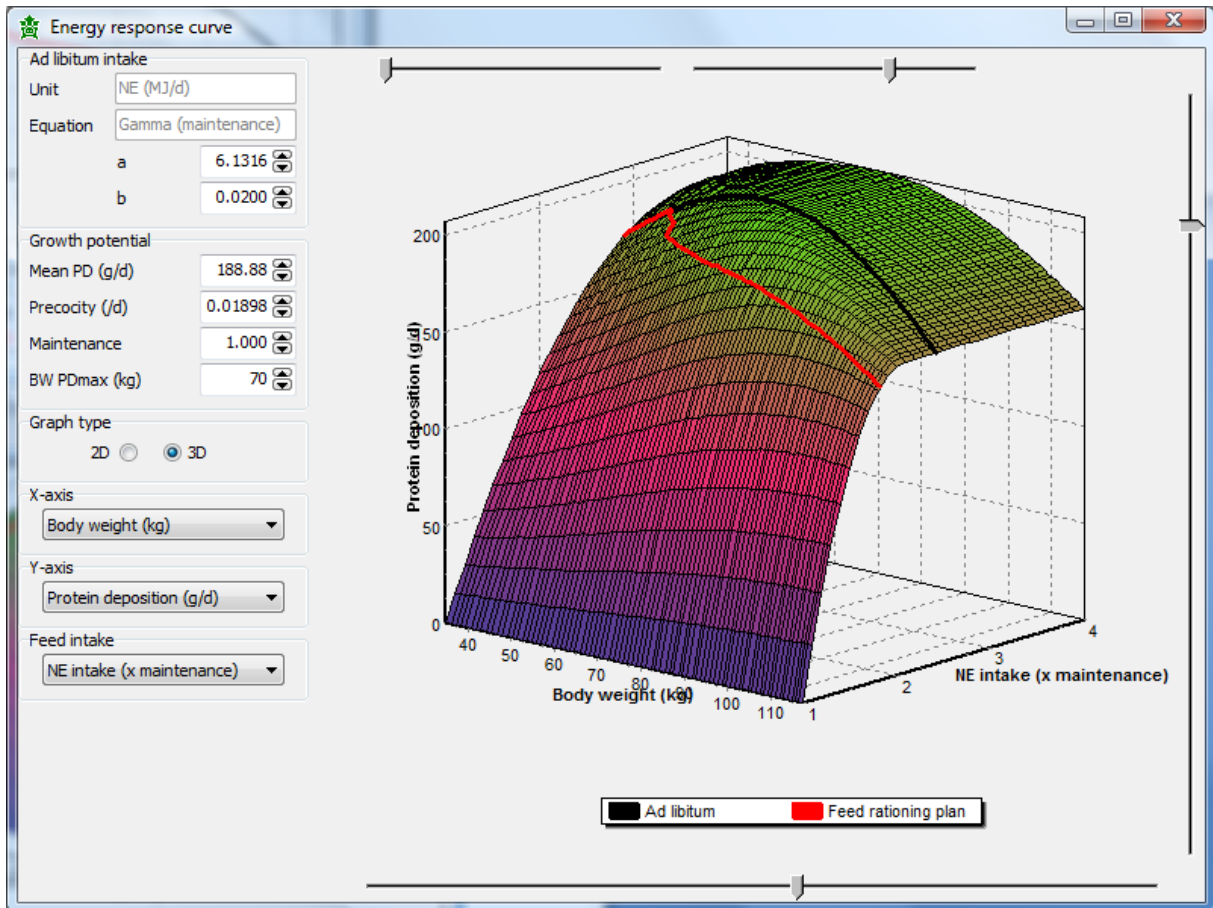 Energy response curve
Ad libitum intake
Unit NE (MJ/d)
Equation Gamma (maintenance)
a 6.1316
b 0.0200
Growth potential
Mean PD (g/d) 188.88
Precocity (/d) 0.01898
Maintenance 1.000
BW PDmax (kg) 70
Graph type
2D 3D
X-axis
Body weight (kg)
Y-axis
Protein deposition (g/d)
Feed intake
NE intake (x maintenance)
Protein deposition (g/d)
200
150
100
50
0
40 50 60 70 80 90 100 110
Body weight (kg)
1 2 3 4
NE intake (x maintenance)
Ad libitum Feed rationing plan